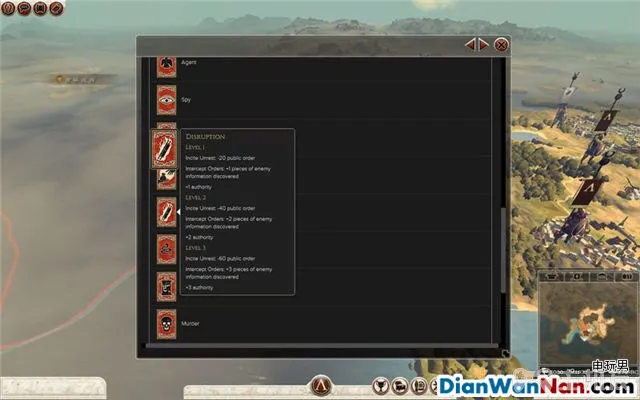 Agent
Spy
DISRUPTION
LEVEL 1
Incite Unrest: -20 public order
Intercept Orders: +1 pieces of enemy
information discovered
+1 authority
LEVEL 2
Incite Unrest: -40 public order
Intercept Orders: +2 pieces of enemy
information discovered
+2 authority
LEVEL 3
Incite Unrest: -60 public order
Intercept Orders: +3 pieces of enemy
information discovered
+3 authority
Murder
电玩男
DianWanNan.com